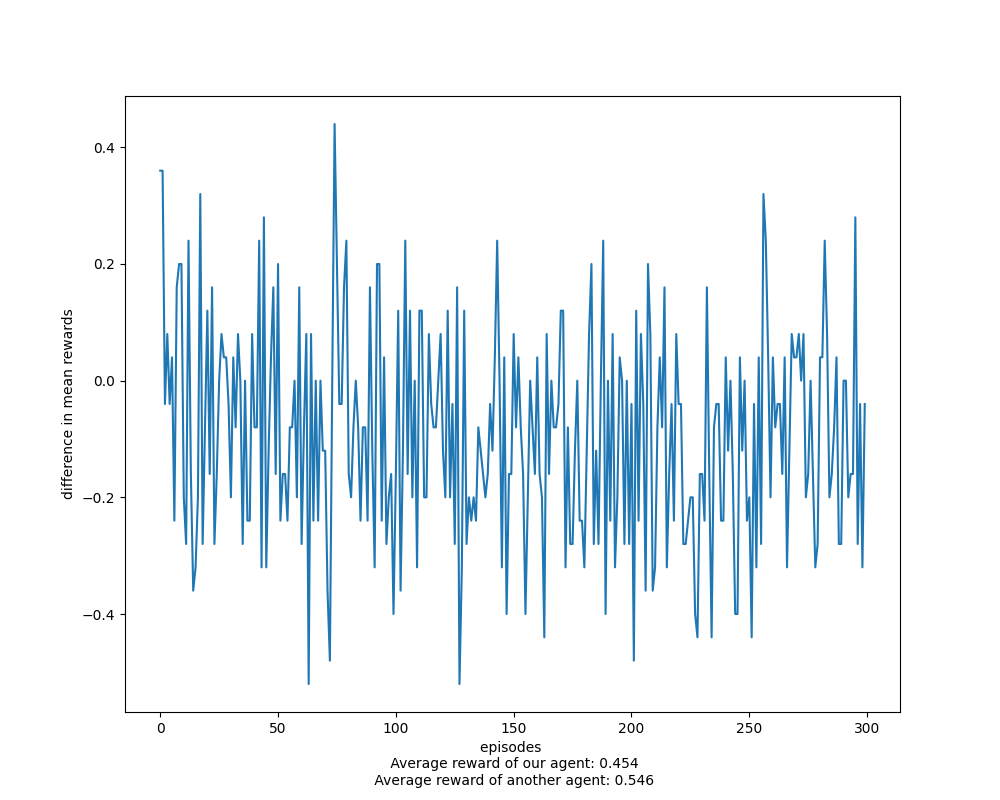 difference in mean rewards
0.4
0.2
0.0
−0.2
−0.4
0 50 100 150 200 250 300
episodes
Average reward of our agent: 0.454
Average reward of another agent: 0.546